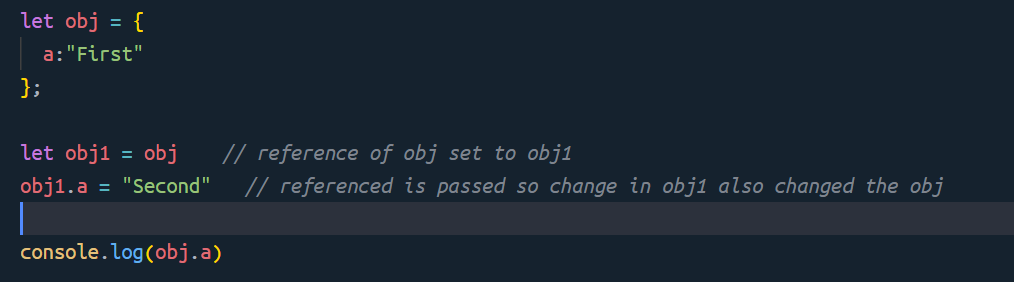 let obj = {
  a:"First"
};
let obj1 = obj    // reference of obj set to obj1
obj1.a = "Second"   // referenced is passed so change in obj1 also changed the obj
console.log(obj.a)